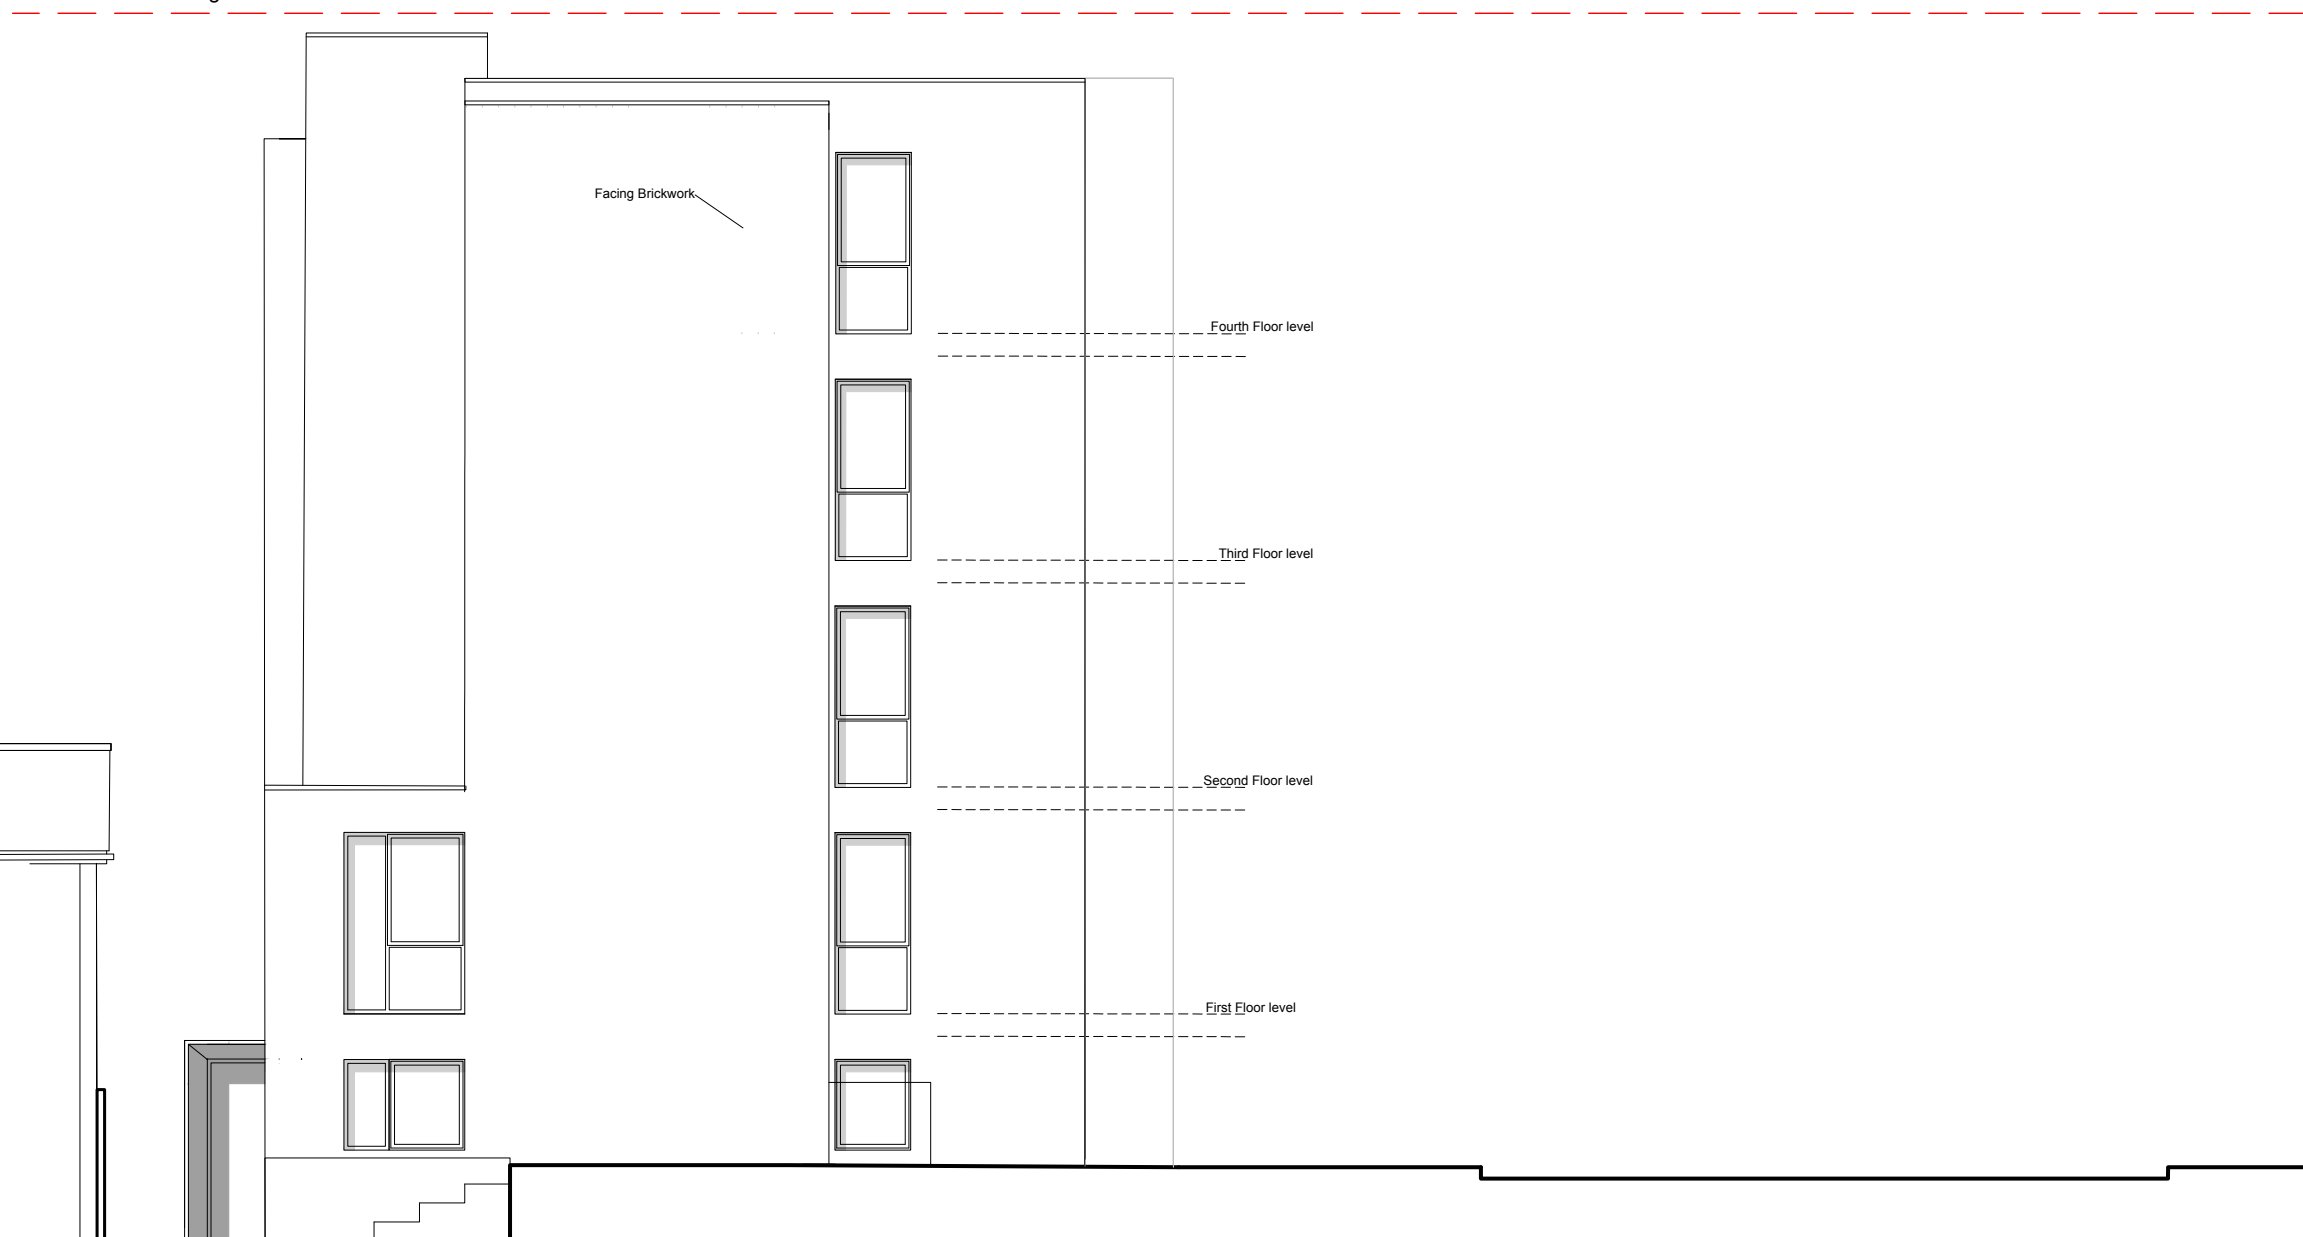 Facing Brickwork
Fourth Floor level
Third Floor level
Second Floor level
First Floor level